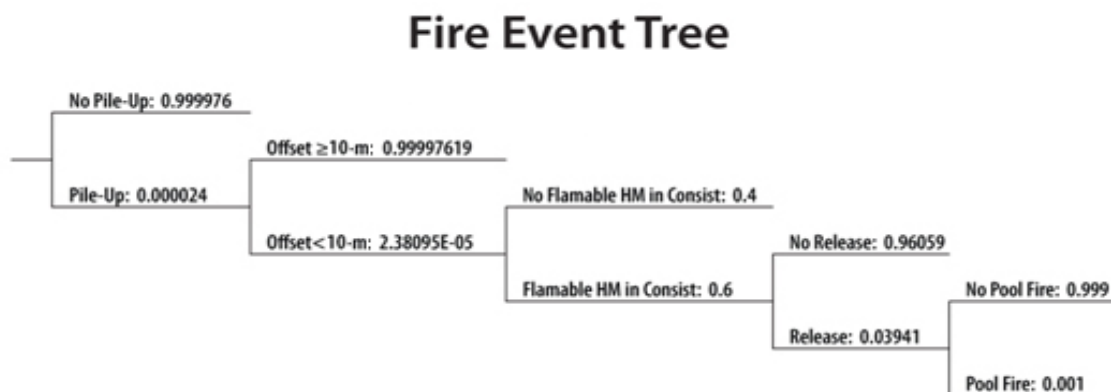 Fire Event Tree
No Pile-Up: 0.999976
Offset ≥10-m: 0.99997619
Pile-Up: 0.000024
No Flamable HM in Consist: 0.4
Offset<10-m: 2.38095E-05
No Release: 0.96059
Flamable HM in Consist: 0.6
No Pool Fire: 0.999
Release: 0.03941
Pool Fire: 0.001